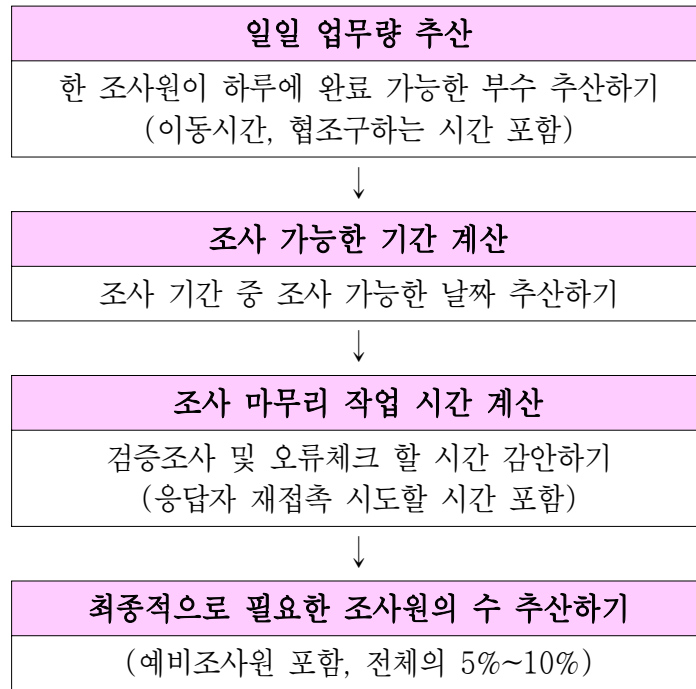 일일 업무량 추산
한 조사원이 하루에 완료 가능한 부수 추산하기
(이동시간, 협조구하는 시간 포함)
↓
조사 가능한 기간 계산
조사 기간 중 조사 가능한 날짜 추산하기
↓
조사 마무리 작업 시간 계산
검증조사 및 오류체크 할 시간 감안하기
(응답자 재접촉 시도할 시간 포함)
↓
최종적으로 필요한 조사원의 수 추산하기
(예비조사원 포함, 전체의 5%~10%)